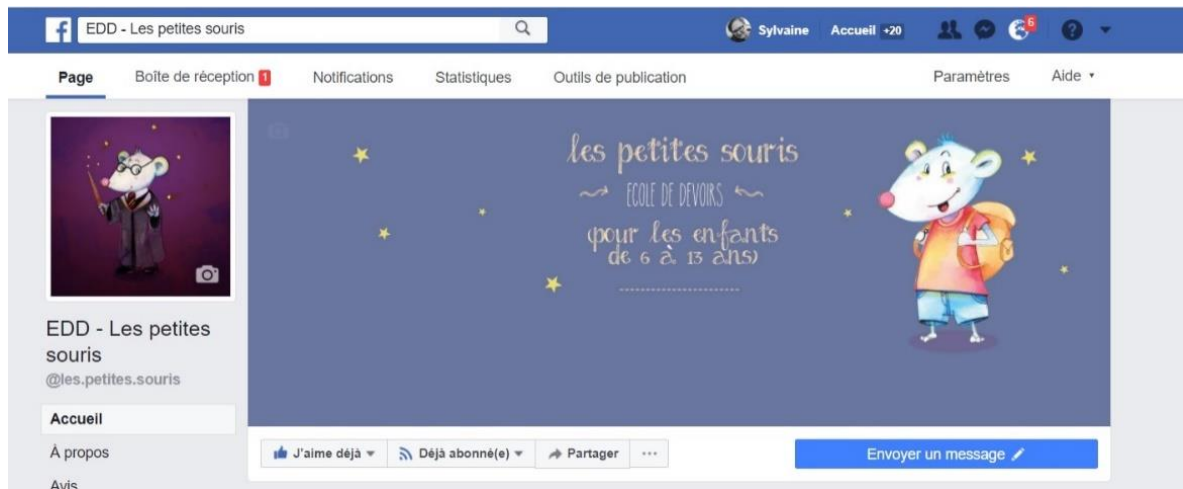 EDD - Les petites souris
Sylvaine Accueil +20 6
Page Boîte de réception 1 Notifications Statistiques Outils de publication Paramètres Aide
les petites souris
ECOLE DE DEVOIRS
(pour les enfants
de 6 à 13 ans)
EDD - Les petites
souris
@les.petites.souris
Accueil
À propos
Avis
J'aime déjà Déjà abonné(e) Partager ... Envoyer un message